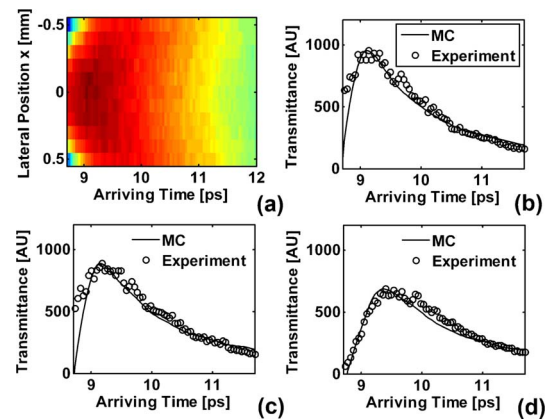 -0.5
0
0.5
Lateral Position x [mm]
9 10 11 12
Arriving Time [ps]
(a)
1000
500
0
Transmittance [AU]
MC
Experiment
9 10 11
Arriving Time [ps]
(b)
1000
500
0
Transmittance [AU]
MC
Experiment
9 10 11
Arriving Time [ps]
(c)
1000
500
0
Transmittance [AU]
MC
Experiment
9 10 11
Arriving Time [ps]
(d)